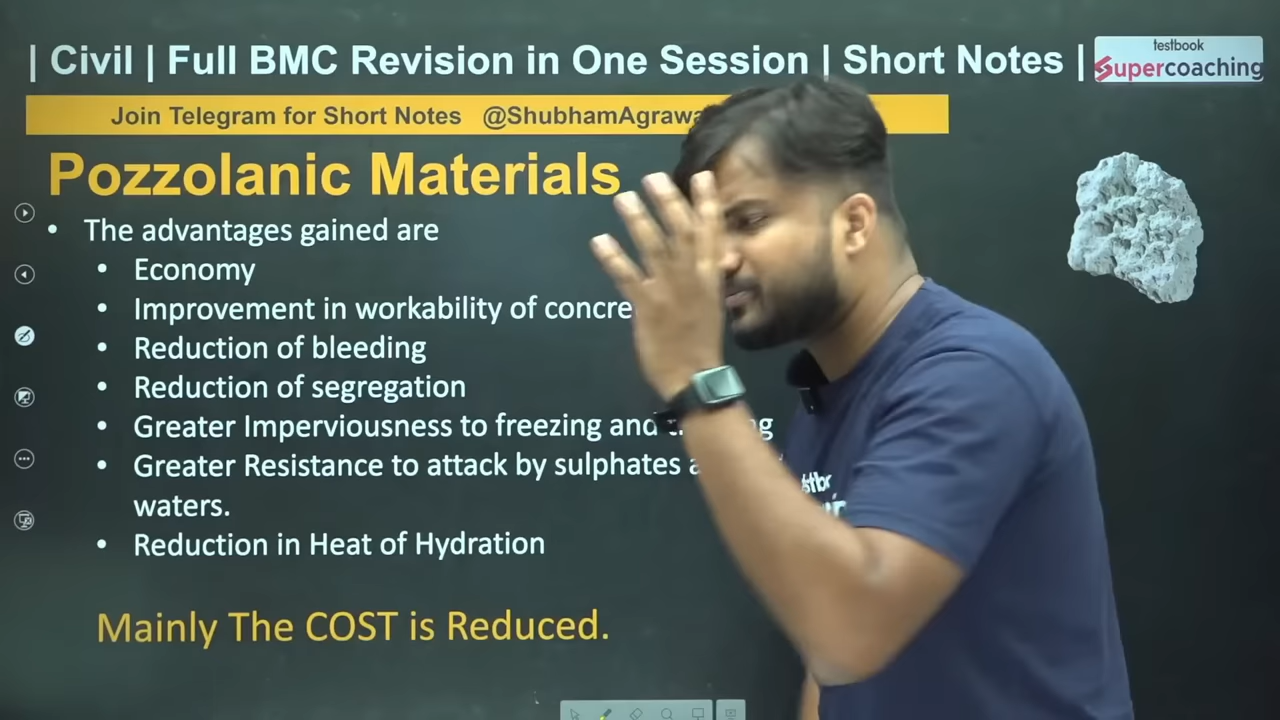 | Civil | Full BMC Revision in One Session | Short Notes |
testbook
Supercoaching
Join Telegram for Short Notes @ShubhamAgrawa
Pozzolanic Materials
• The advantages gained are
• Economy
• Improvement in workability of concre
• Reduction of bleeding
• Reduction of segregation
• Greater Imperviousness to freezing and
• Greater Resistance to attack by sulphates
waters.
• Reduction in Heat of Hydration
Mainly The COST is Reduced.